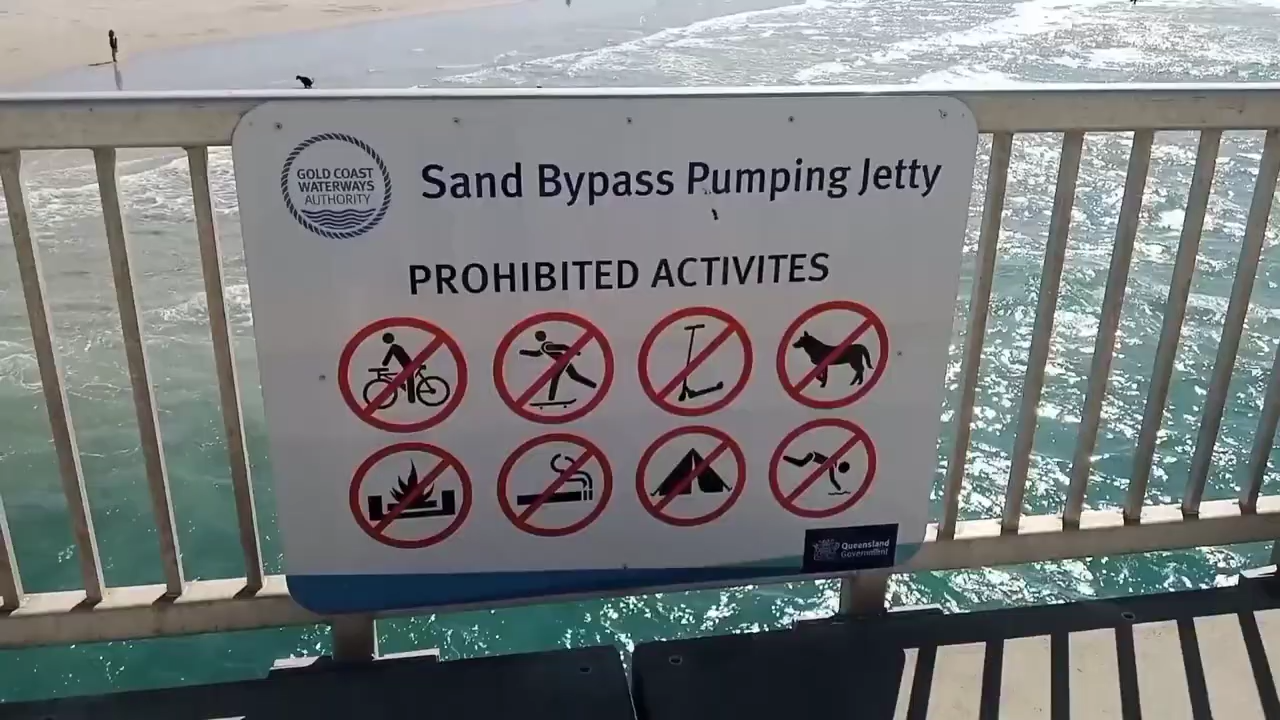 GOLD COAST
WATERWAYS
AUTHORITY
Sand Bypass Pumping Jetty
PROHIBITED ACTIVITES
Queensland
Government